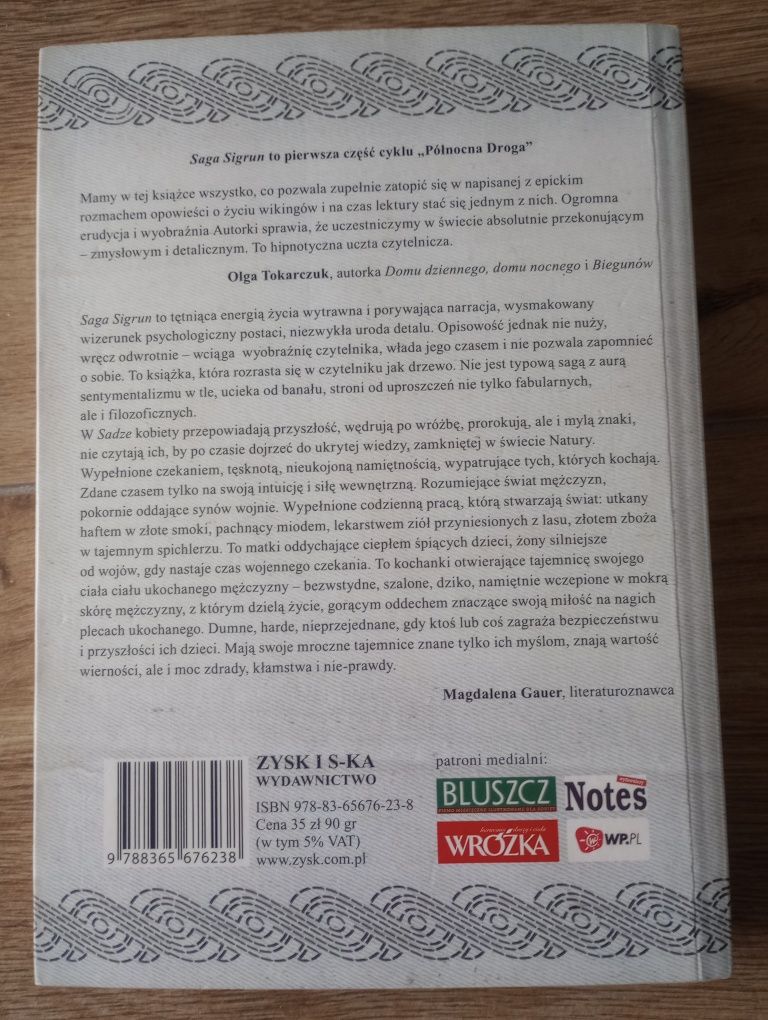 Saga Sigrun to pierwsza część cyklu „Północna Droga”
Mamy w tej książce wszystko, co pozwala zupełnie zatopić się w napisanej z epickim
rozmachem opowieści o życiu wikingów i na czas lektury stać się jednym z nich. Ogromna
erudycja i wyobraźnia Autorki sprawia, że uczestniczymy w świecie absolutnie przekonującym
– zmysłowym i detalicznym. To hipnotyczna uczta czytelnicza.
Olga Tokarczuk, autorka Domu dziennego, domu nocnego i Biegunów
Saga Sigrun to tętniąca energią życia wytrawna i porywająca narracja, wysmakowany
wizerunek psychologiczny postaci, niezwykła uroda detalu. Opisowość jednak nie nuży,
wręcz odwrotnie – wciąga wyobraźnię czytelnika, włada jego czasem i nie pozwala zapomnieć
o sobie. To książka, która rozrasta się w czytelniku jak drzewo. Nie jest typową sagą z aurą
sentymentalizmu w tle, ucieka od banału, stroni od uproszczeń nie tylko fabularnych,
ale i filozoficznych.
W Sadze kobiety przepowiadają przyszłość, wędrują po wróżbę, prorokują, ale i mylą znaki,
nie czytają ich, by po czasie dojrzeć do ukrytej wiedzy, zamkniętej w świecie Natury.
Wypełnione czekaniem, tęsknotą, nieukojoną namiętnością, wypatrujące tych, których kochają.
Zdane czasem tylko na swoją intuicję i siłę wewnętrzną. Rozumiejące świat mężczyzn,
pokornie oddające synów wojnie. Wypełnione codzienną pracą, którą stwarzają świat: utkany
haftem w złote smoki, pachnący miodem, lekarstwem ziół przyniesionych z lasu, złotem zboża
w tajemnym spichlerzu. To matki oddychające ciepłem śpiących dzieci, żony silniejsze
od wojów, gdy nastaje czas wojennego czekania. To kochanki otwierające tajemnicę swojego
ciała ciału ukochanego mężczyzny – bezwstydne, szalone, dziko, namiętnie wczepione w mokrą
skórę mężczyzny, z którym dzielą życie, gorącym oddechem znaczące swoją miłość na nagich
plecach ukochanego. Dumne, harde, nieprzejednane, gdy ktoś lub coś zagraża bezpieczeństwu
i przyszłości ich dzieci. Mają swoje mroczne tajemnice znane tylko ich myślom, znają wartość
wierności, ale i moc zdrady, kłamstwa i nie-prawdy.
Magdalena Gauer, literaturoznawca
ZYSK I S-KA
WYDAWNICTWO
ISBN 978-83-65676-23-8
Cena 35 zł 90 gr
(w tym 5% VAT)
www.zysk.com.pl
9 788365 676238
patroni medialni:
BLUSZCZ
Notes
WRÓŻKA
WP.PL